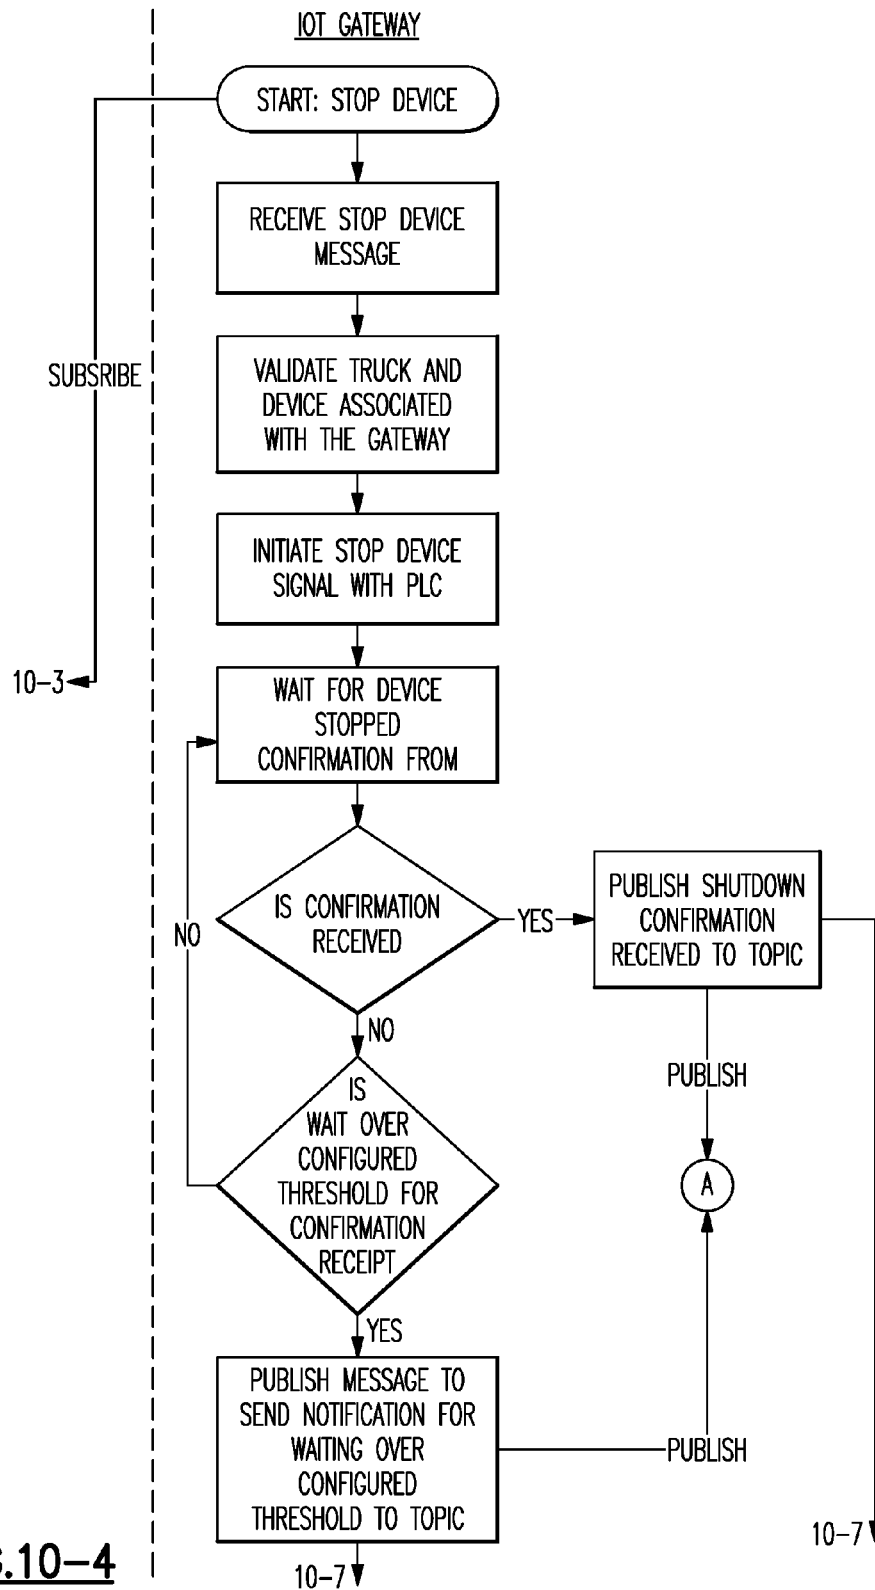 IOT GATEWAY
START: STOP DEVICE
RECEIVE STOP DEVICE
MESSAGE
SUBSRIBE
VALIDATE TRUCK AND
DEVICE ASSOCIATED
WITH THE GATEWAY
INITIATE STOP DEVICE
SIGNAL WITH PLC
10-3
WAIT FOR DEVICE
STOPPED
CONFIRMATION FROM
IS CONFIRMATION
RECEIVED
YES
PUBLISH SHUTDOWN
CONFIRMATION
RECEIVED TO TOPIC
NO
NO
PUBLISH
IS
WAIT OVER
CONFIGURED
THRESHOLD FOR
CONFIRMATION
RECEIPT
A
YES
PUBLISH MESSAGE TO
SEND NOTIFICATION FOR
WAITING OVER
CONFIGURED
THRESHOLD TO TOPIC
PUBLISH
10-7
10-7
.10-4